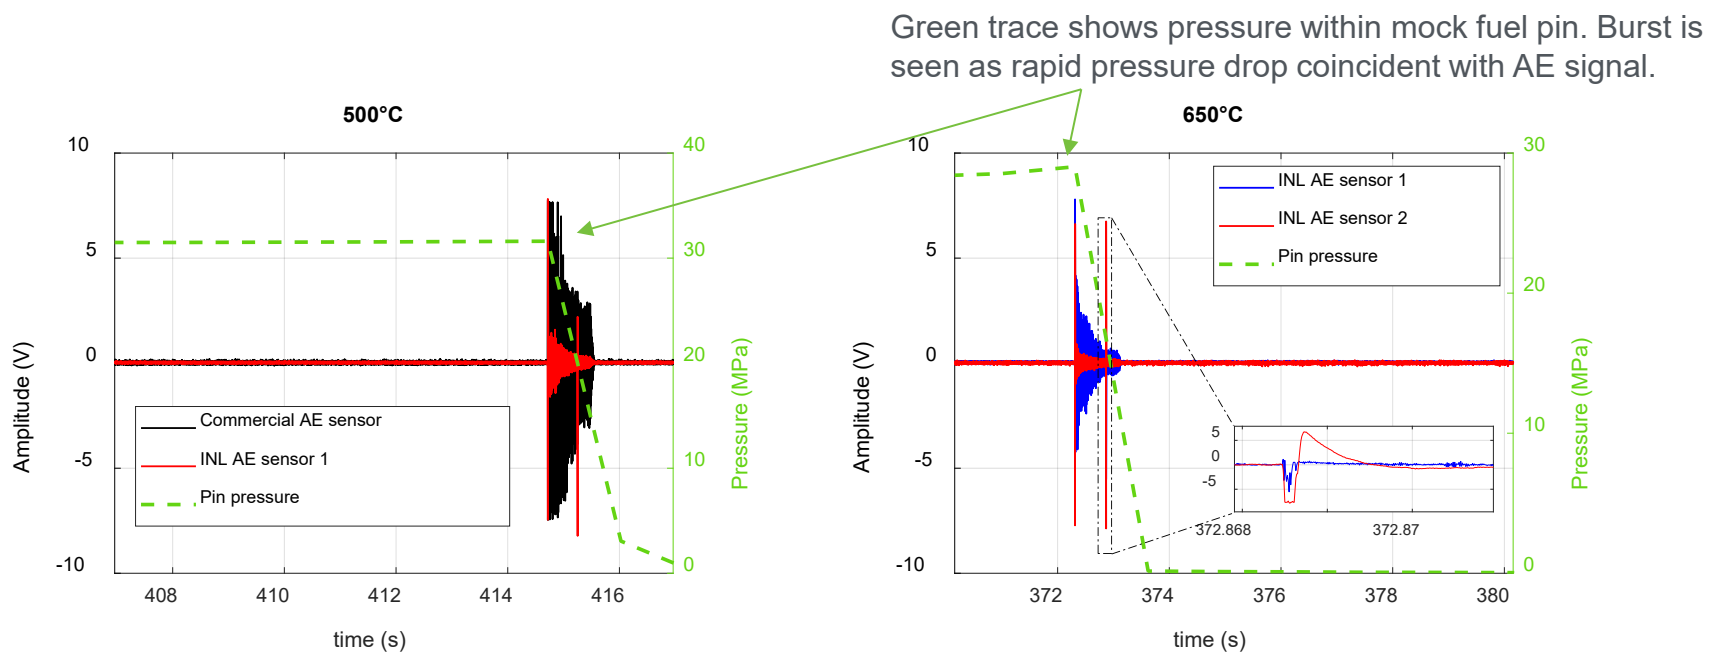 Green trace shows pressure within mock fuel pin. Burst is
seen as rapid pressure drop coincident with AE signal.
500°C
10
5
0
-5
-10
Amplitude (V)
40
30
20
10
0
Pressure (MPa)
Commercial AE sensor
INL AE sensor 1
Pin pressure
408
410
412
414
416
time (s)
650°C
10
5
0
-5
-10
Amplitude (V)
30
20
10
0
Pressure (MPa)
INL AE sensor 1
INL AE sensor 2
Pin pressure
5
0
-5
372.868
372.87
372
374
376
378
380
time (s)